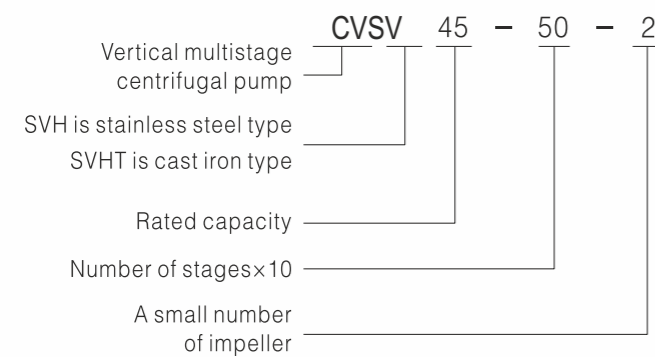 CVSV 45 – 50 – 2
Vertical multistage
centrifugal pump
SVH is stainless steel type
SVHT is cast iron type
Rated capacity
Number of stages×10
A small number
of impeller